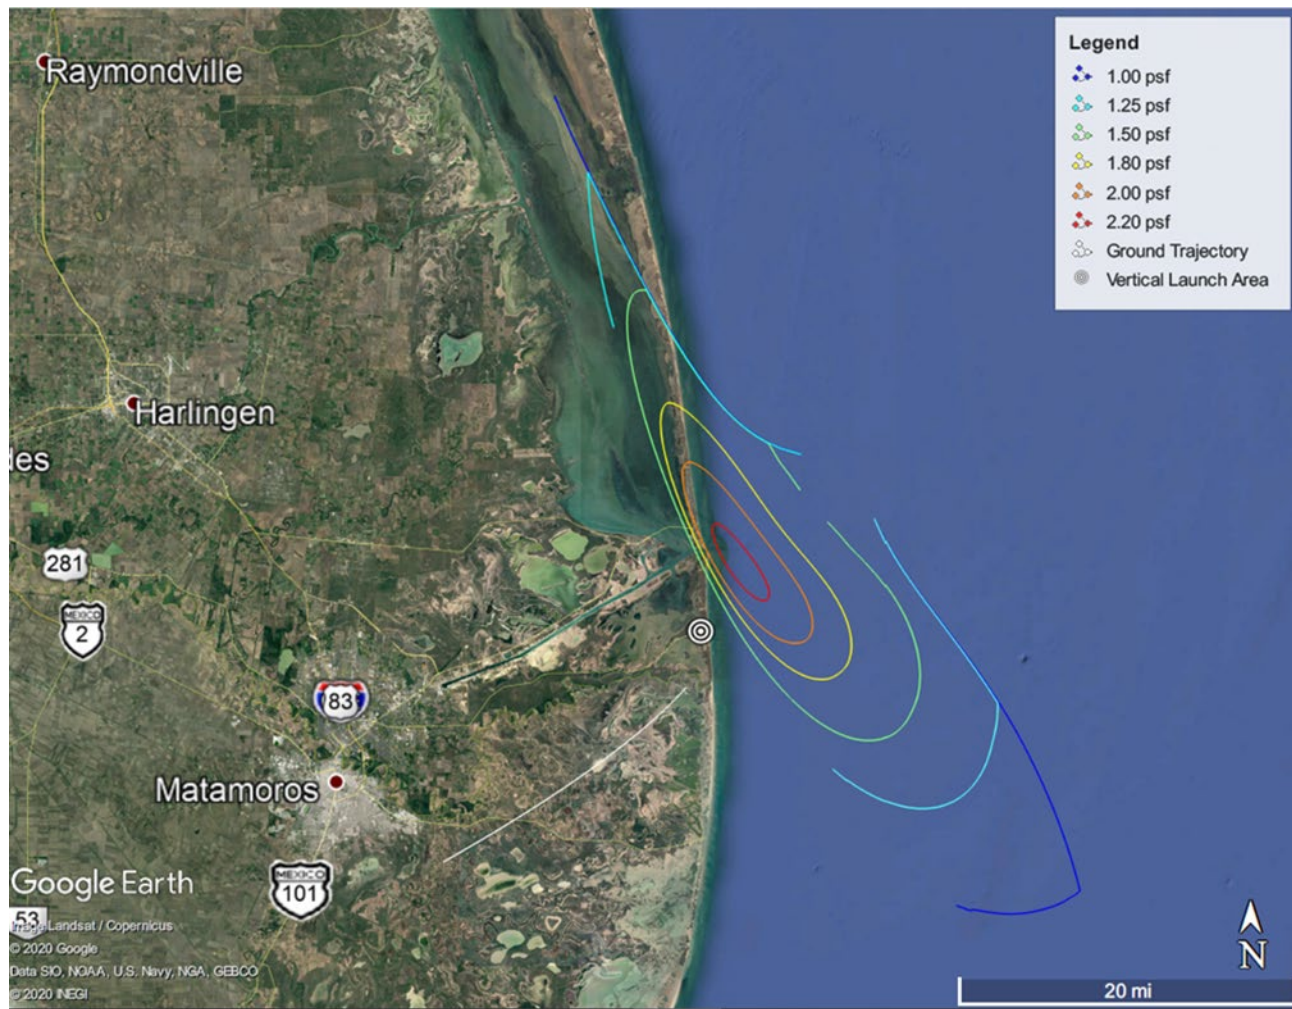 Raymondville
Legend
1.00 psf
1.25 psf
1.50 psf
1.80 psf
2.00 psf
2.20 psf
Ground Trajectory
Vertical Launch Area
Harlingen
des
281
MEXICO
2
83
Matamoros
MEXICO
101
Google Earth
53
Landsat / Copernicus
© 2020 Google
Data SIO, NOAA, U.S. Navy, NGA, GEBCO
© 2020 INEGI
N
20 mi